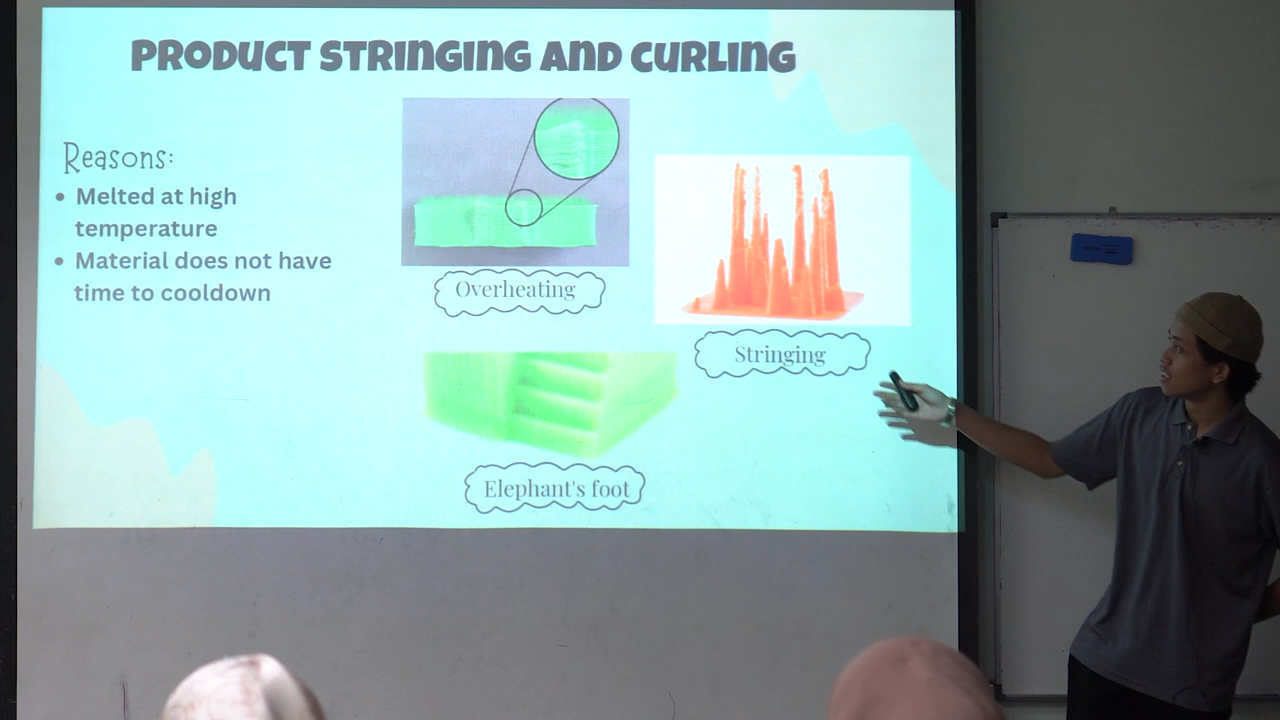 PRODUCT STRINGING AND CURLING
Reasons:
• Melted at high
temperature
• Material does not have
time to cooldown
Overheating
Stringing
Elephant's foot